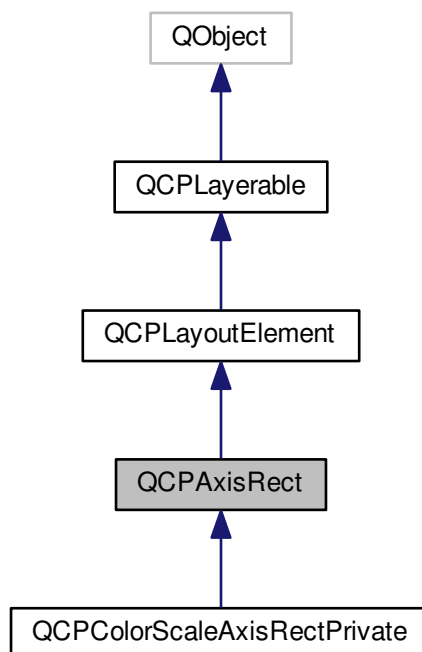 QObject
QCPLayerable
QCPLayoutElement
QCPAxisRect
QCPColorScaleAxisRectPrivate